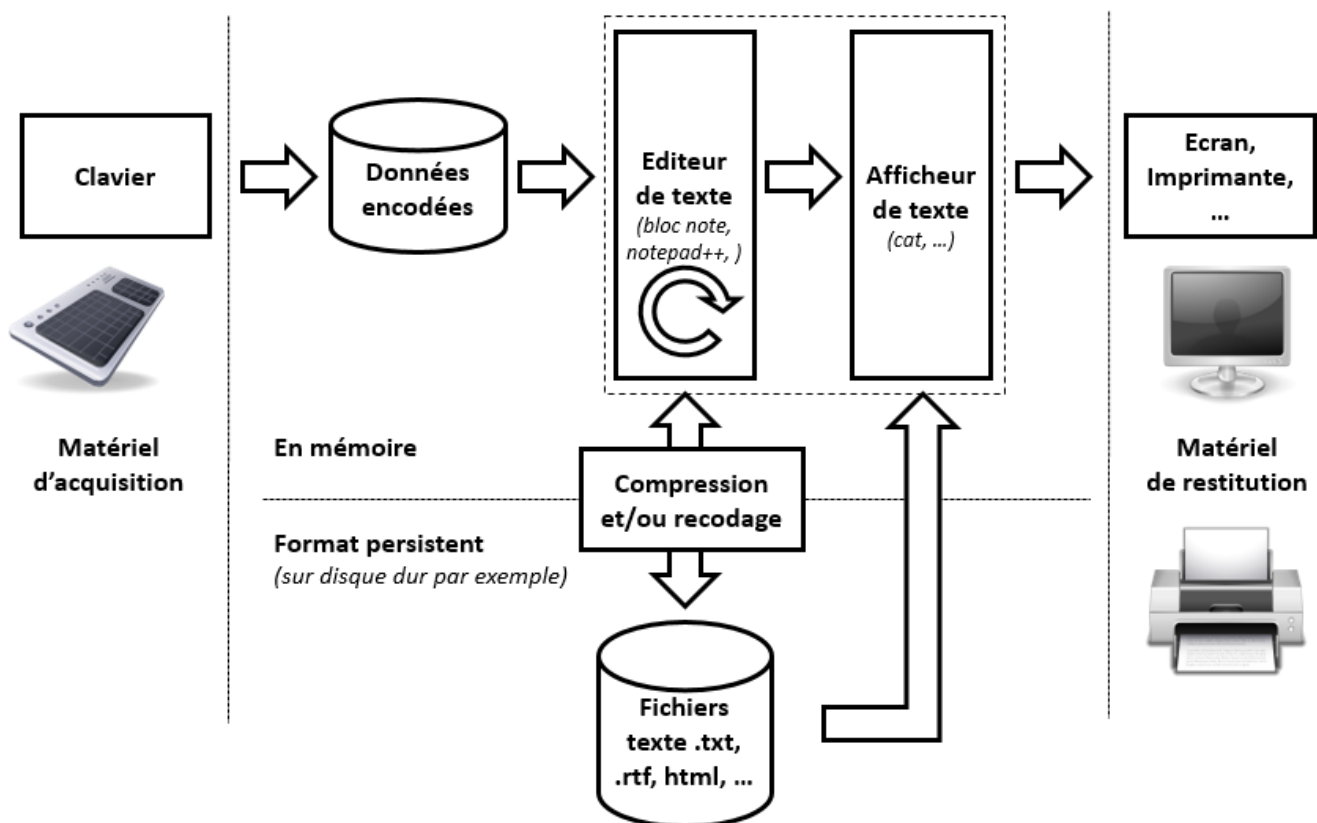 Clavier
Données
encodées
Editeur
de texte
(bloc note,
notepad++, )
Afficheur
de texte
(cat, ...)
Ecran,
Imprimante,
...
Matériel
d'acquisition
En mémoire
Compression
et/ou recodage
Matériel
de restitution
Format persistent
(sur disque dur par exemple)
Fichiers
texte .txt,
.rtf, html, ...